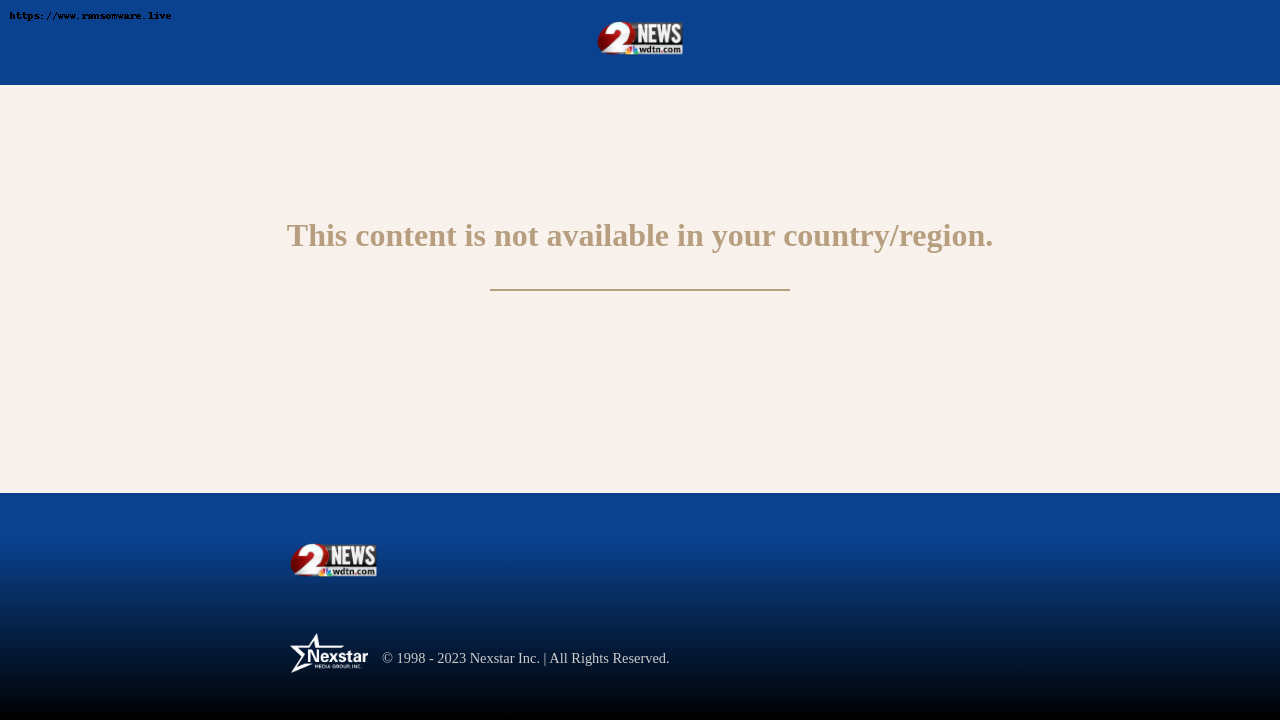 https://www.ransomware.live
2 NEWS
wdtn.com
This content is not available in your country/region.
2 NEWS
wdtn.com
Nexstar
MEDIA GROUP, INC.
© 1998 - 2023 Nexstar Inc. | All Rights Reserved.